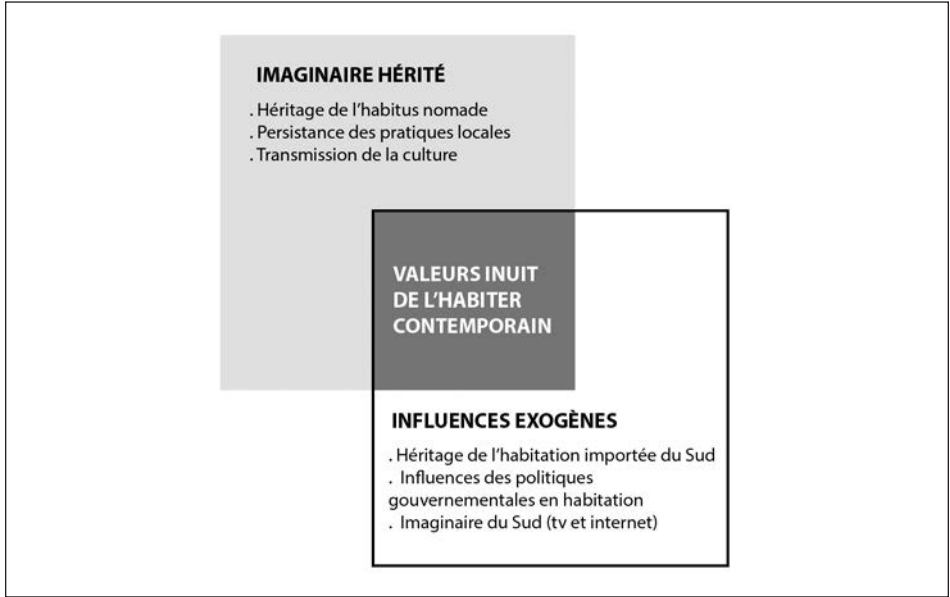 IMAGINAIRE HÉRITÉ
. Héritage de l'habitus nomade
. Persistance des pratiques locales
. Transmission de la culture
VALEURS INUIT
DE L'HABITER
CONTEMPORAIN
INFLUENCES EXOGÈNES
. Héritage de l'habitation importée du Sud
. Influences des politiques
gouvernementales en habitation
. Imaginaire du Sud (tv et internet)